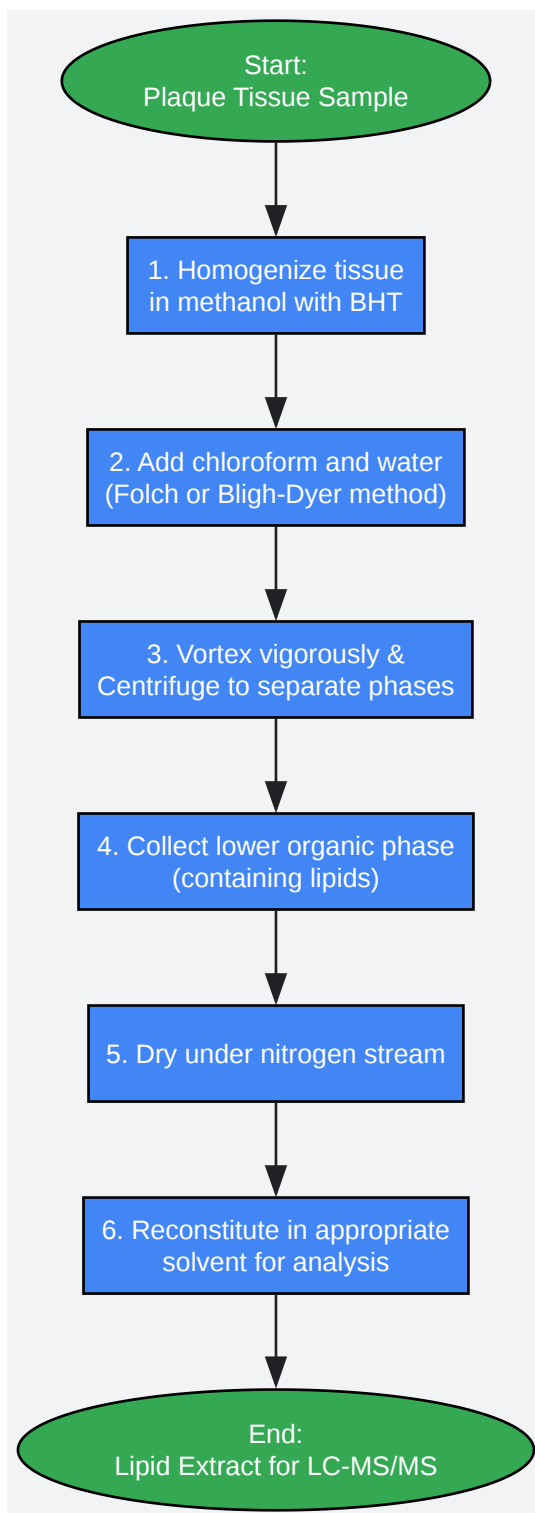 Start:
Plaque Tissue Sample
1. Homogenize tissue
in methanol with BHT
2. Add chloroform and water
(Folch or Bligh-Dyer method)
3. Vortex vigorously &
Centrifuge to separate phases
4. Collect lower organic phase
(containing lipids)
5. Dry under nitrogen stream
6. Reconstitute in appropriate
solvent for analysis
End:
Lipid Extract for LC-MS/MS